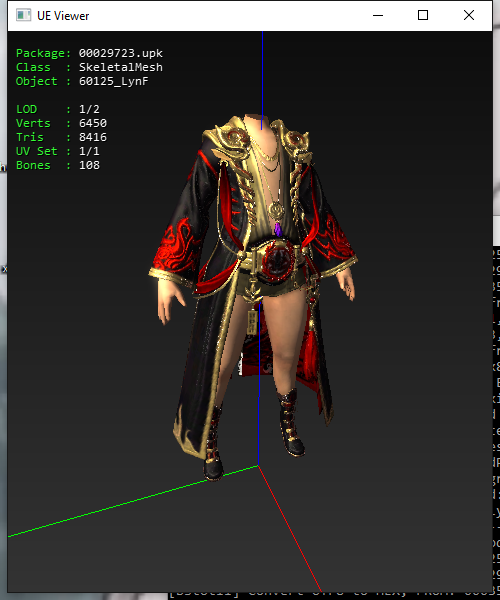 UE Viewer
Package: 00029723.upk
Class : SkeletalMesh
Object : 60125_LynF
LOD : 1/2
Verts : 6450
Tris : 8416
UV Set : 1/1
Bones : 108